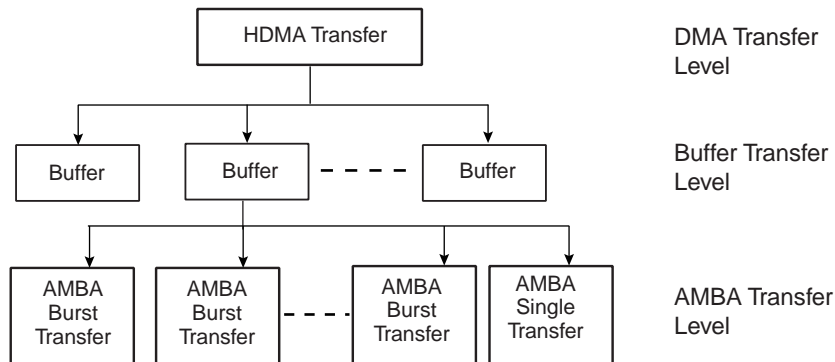 HDMA Transfer
DMA Transfer
Level
Buffer
Buffer
Buffer
Buffer Transfer
Level
AMBA
Burst
Transfer
AMBA
Burst
Transfer
AMBA
Burst
Transfer
AMBA
Single
Transfer
AMBA Transfer
Level